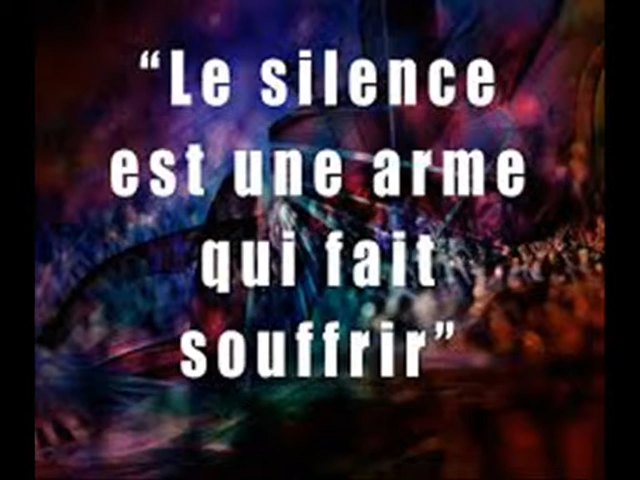 “Le silence
est une arme
qui fait
souffrir”